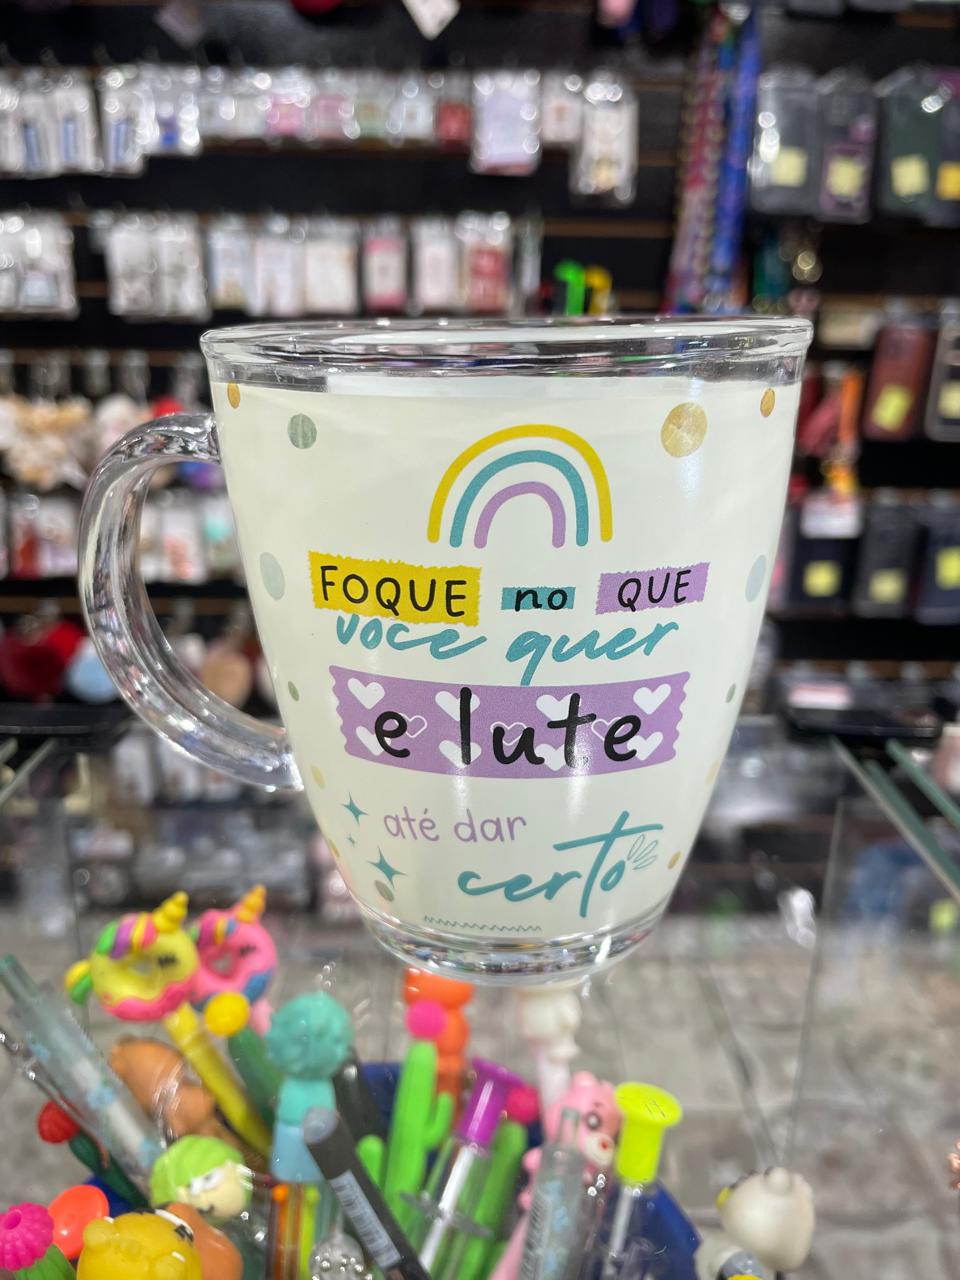 FOQUE no QUE
voce quer
e lute
até dar
certo